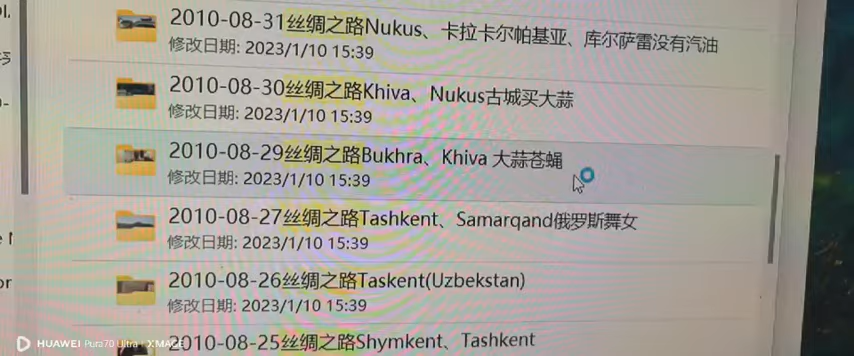 2010-08-31丝绸之路Nukus、卡拉卡尔帕基亚、库尔萨雷没有汽油
修改日期: 2023/1/10 15:39
2010-08-30丝绸之路Khiva、Nukus古城买大蒜
修改日期: 2023/1/10 15:39
2010-08-29丝绸之路Bukhra、Khiva 大蒜苍蝇
修改日期: 2023/1/10 15:39
2010-08-27丝绸之路Tashkent、Samarqand俄罗斯舞女
修改日期: 2023/1/10 15:39
2010-08-26丝绸之路Taskent(Uzbekstan)
修改日期: 2023/1/10 15:39
2010-08-25丝绸之路Shymkent、Tashkent
HUAWEI Pura70 Ultra | XMAGE